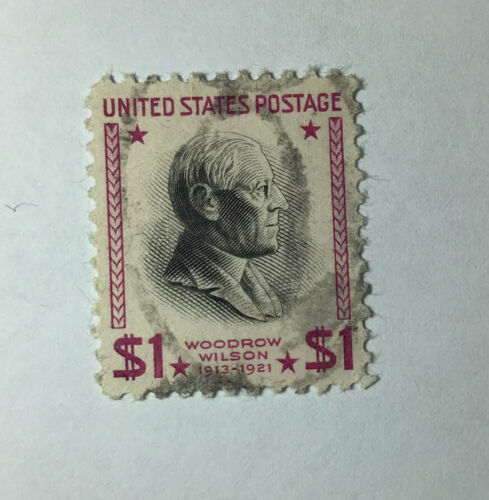 UNITED STATES POSTAGE
WOODROW
WILSON
$1 1913-1921 $1